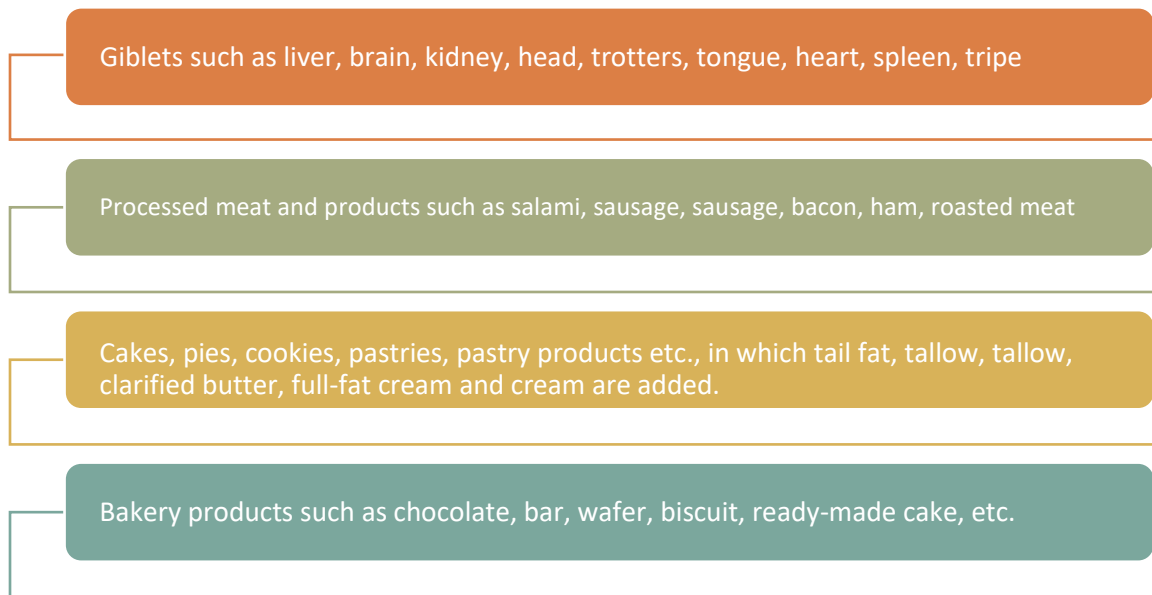 Giblets such as liver, brain, kidney, head, trotters, tongue, heart, spleen, tripe
Processed meat and products such as salami, sausage, sausage, bacon, ham, roasted meat
Cakes, pies, cookies, pastries, pastry products etc., in which tail fat, tallow, tallow,
clarified butter, full-fat cream and cream are added.
Bakery products such as chocolate, bar, wafer, biscuit, ready-made cake, etc.